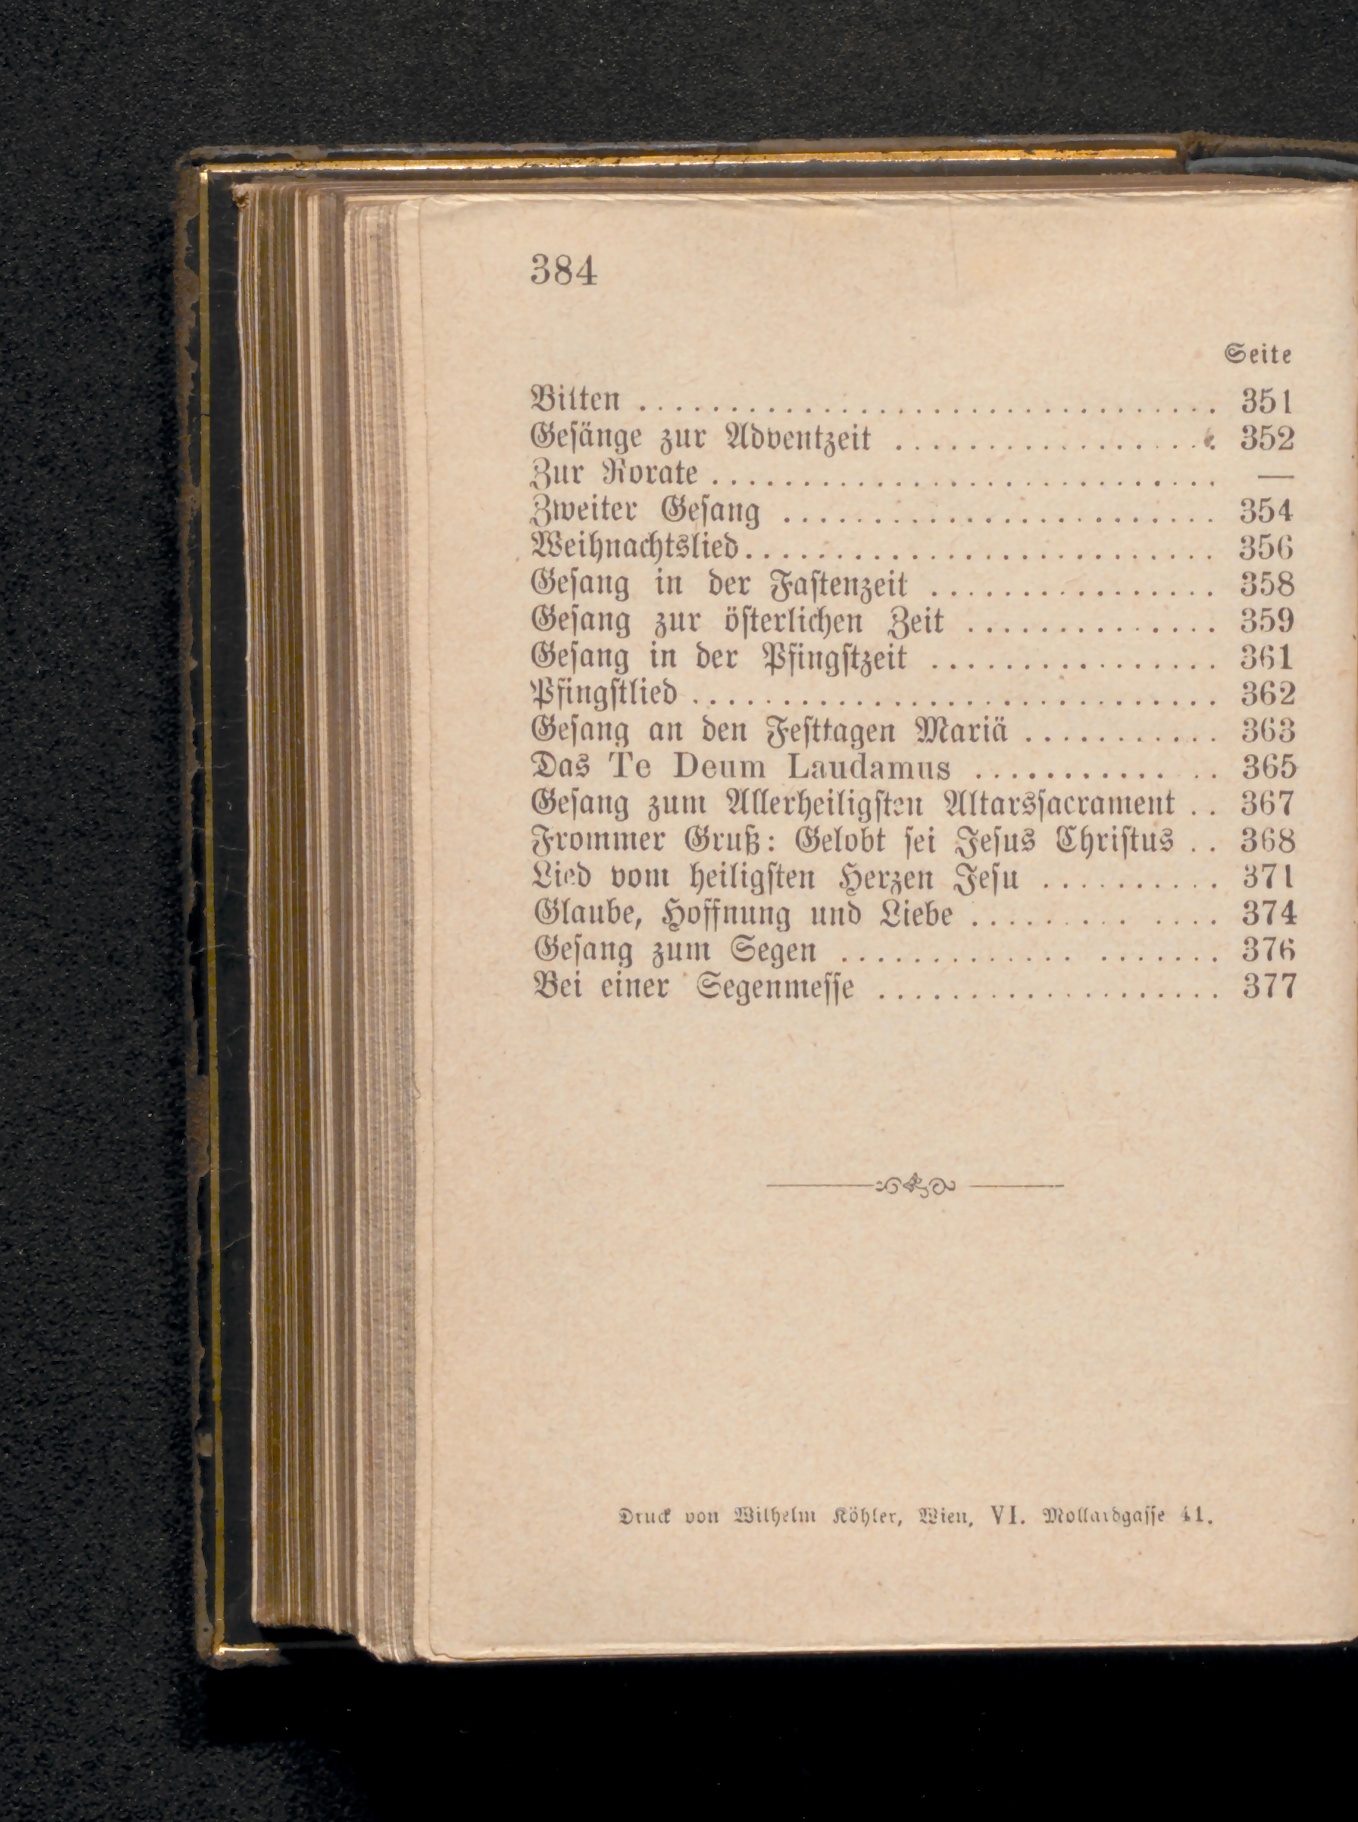 384
Seite
Bitten . . . . . . . . . . . . . . . . . . . . . . . . . . . . . . . . 351
Gesänge zur Adventzeit . . . . . . . . . . . . . . . . . . 352
Zur Rorate . . . . . . . . . . . . . . . . . . . . . . . . . . . . —
Zweiter Gesang . . . . . . . . . . . . . . . . . . . . . . . . 354
Weihnachtslied . . . . . . . . . . . . . . . . . . . . . . . . . . 356
Gesang in der Fastenzeit . . . . . . . . . . . . . . . . 358
Gesang zur österlichen Zeit . . . . . . . . . . . . . . 359
Gesang in der Pfingstzeit . . . . . . . . . . . . . . . . 361
Pfingstlied . . . . . . . . . . . . . . . . . . . . . . . . . . . . . 362
Gesang an den Festtagen Mariä . . . . . . . . . . . 363
Das Te Deum Laudamus . . . . . . . . . . . . . 365
Gesang zum Allerheiligsten Altarssacrament . . 367
Frommer Gruß: Gelobt sei Jesus Christus . . 368
Lied vom heiligsten Herzen Jesu . . . . . . . . . . 371
Glaube, Hoffnung und Liebe . . . . . . . . . . . . . 374
Gesang zum Segen . . . . . . . . . . . . . . . . . . . . 376
Bei einer Segenmesse . . . . . . . . . . . . . . . . . . . 377
Druck von Wilhelm Köhler, Wien, VI. Mollardgasse 41.